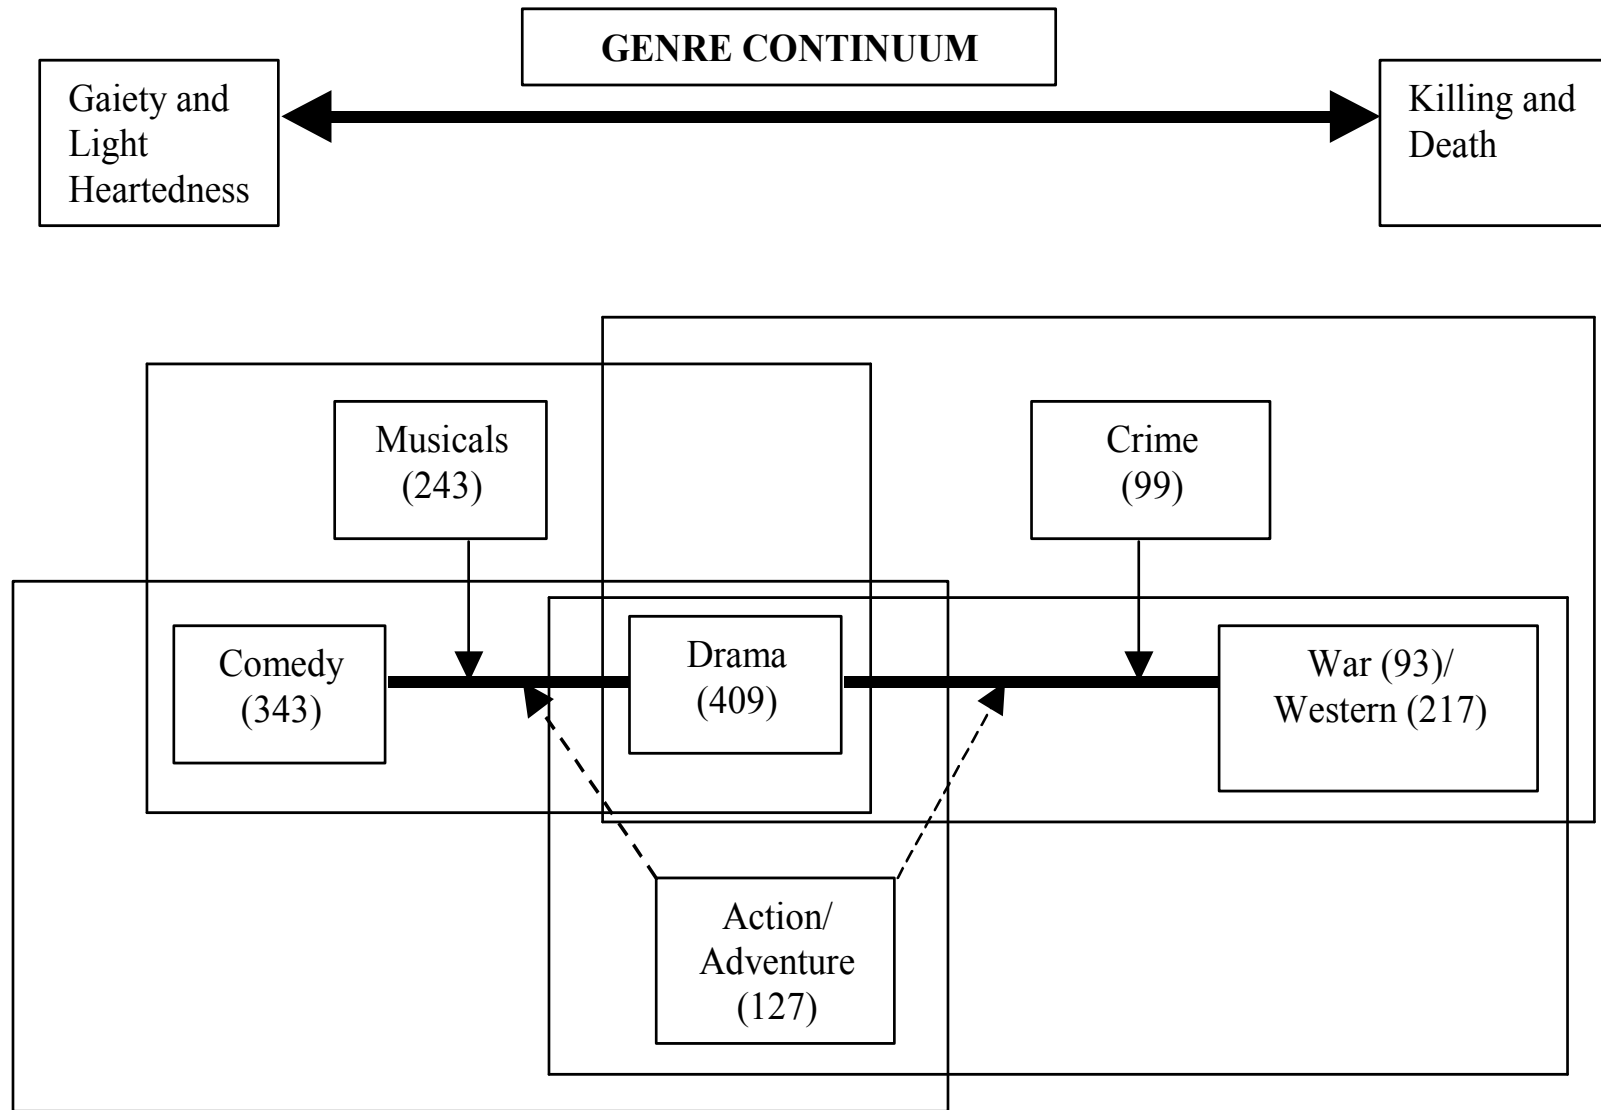 GENRE CONTINUUM
Gaiety and
Light
Heartedness
Killing and
Death
Musicals
(243)
Crime
(99)
Comedy
(343)
Drama
(409)
War (93)/
Western (217)
Action/
Adventure
(127)